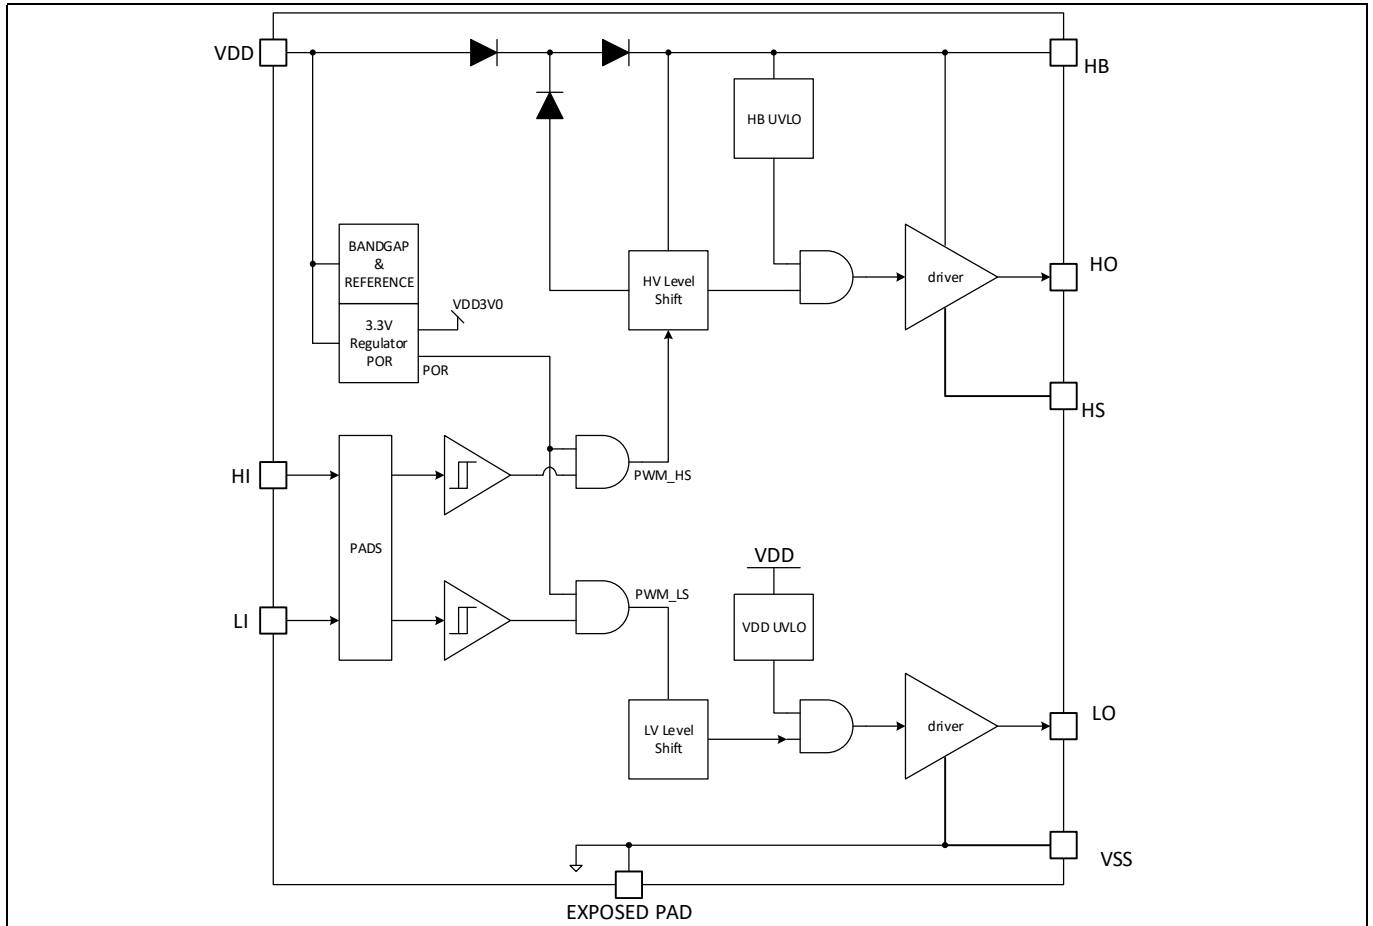 VDD
HB
HB UVLO
BANDGAP
&
REFERENCE
HV Level
Shift
driver
HO
VDD3V0
3.3V
Regulator
POR
POR
HS
HI
PWM_HS
PADS
VDD
LI
PWM_LS
VDD UVLO
LV Level
Shift
driver
LO
VSS
EXPOSED PAD